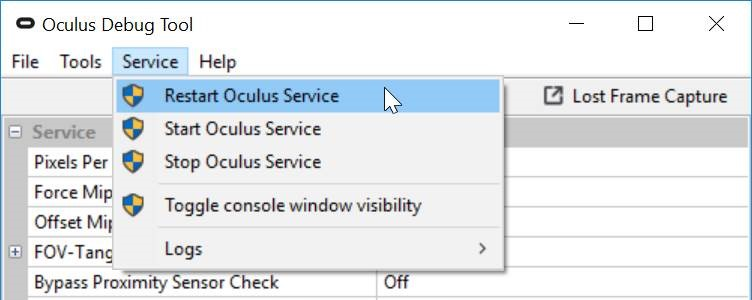 Oculus Debug Tool
File Tools Service Help
Restart Oculus Service
Lost Frame Capture
Start Oculus Service
Service
Stop Oculus Service
Pixels Per
Force Mip
Toggle console window visibility
Offset Mip
Logs
FOV-Tang
Bypass Proximity Sensor Check Off